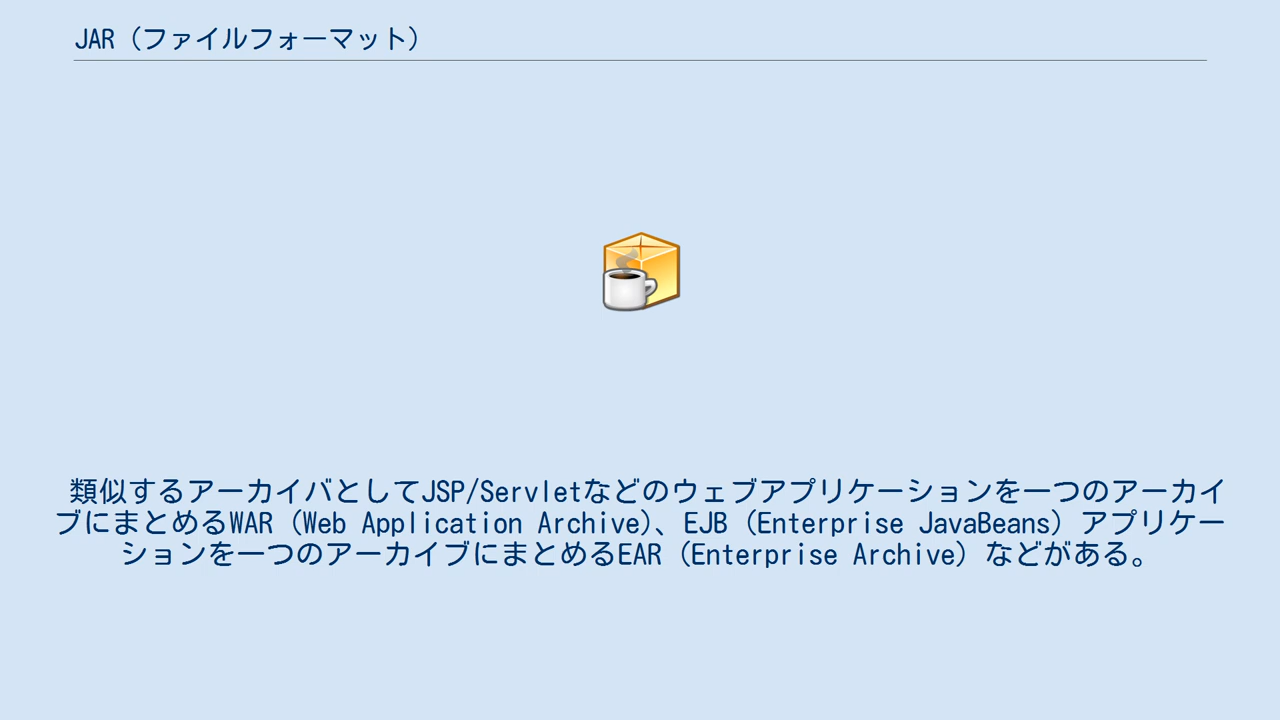 JAR（ファイルフォーマット）
類似するアーカイバとしてJSP/Servletなどのウェブアプリケーションを一つのアーカイ
ブにまとめるWAR（Web Application Archive）、EJB（Enterprise JavaBeans）アプリケー
ションを一つのアーカイブにまとめるEAR（Enterprise Archive）などがある。